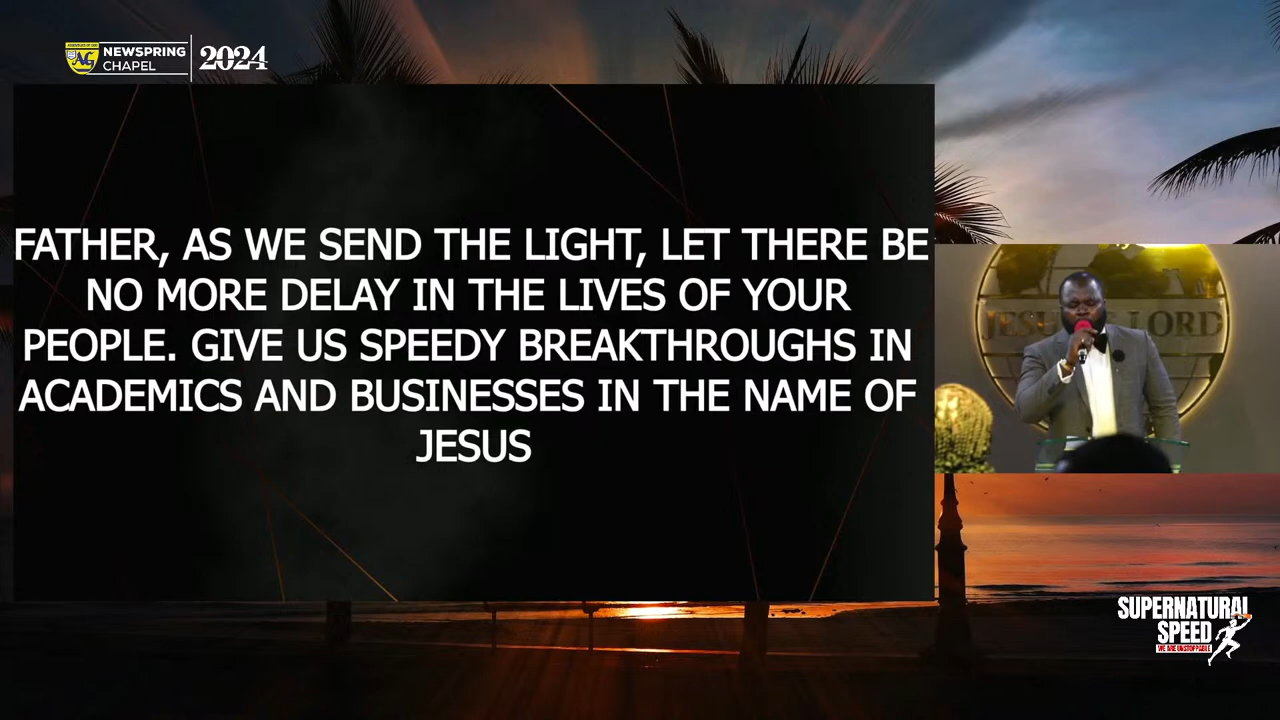 NEWSPRING
CHAPEL
2024
FATHER, AS WE SEND THE LIGHT, LET THERE BE
NO MORE DELAY IN THE LIVES OF YOUR
PEOPLE. GIVE US SPEEDY BREAKTHROUGHS IN
ACADEMICS AND BUSINESSES IN THE NAME OF
JESUS
JESUS LORD
SUPERNATURAL
SPEED
WE ARE UNSTOPPABLE